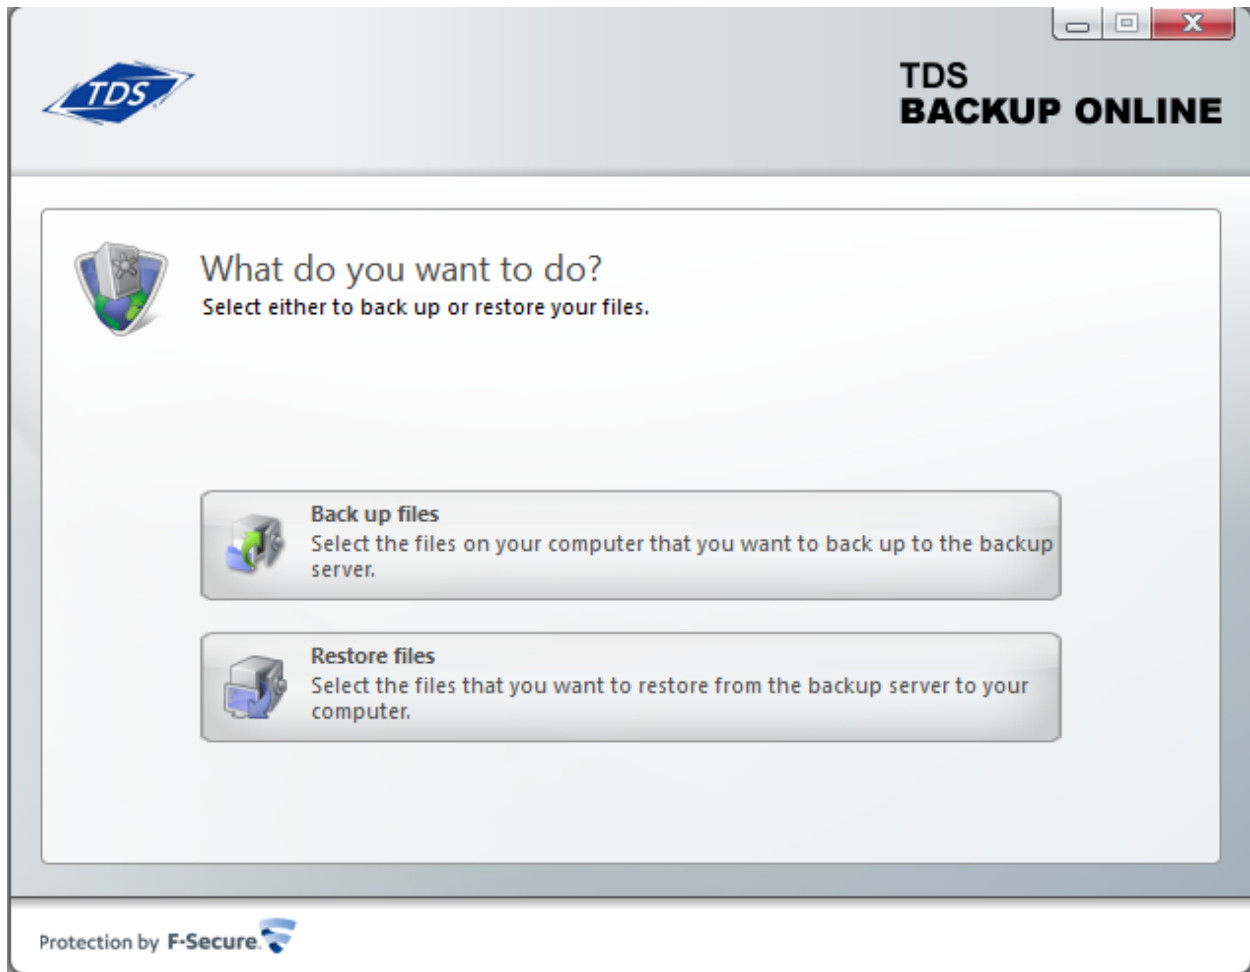 TDS
TDS
BACKUP ONLINE
What do you want to do?
Select either to back up or restore your files.
Back up files
Select the files on your computer that you want to back up to the backup
server.
Restore files
Select the files that you want to restore from the backup server to your
computer.
Protection by F-Secure.